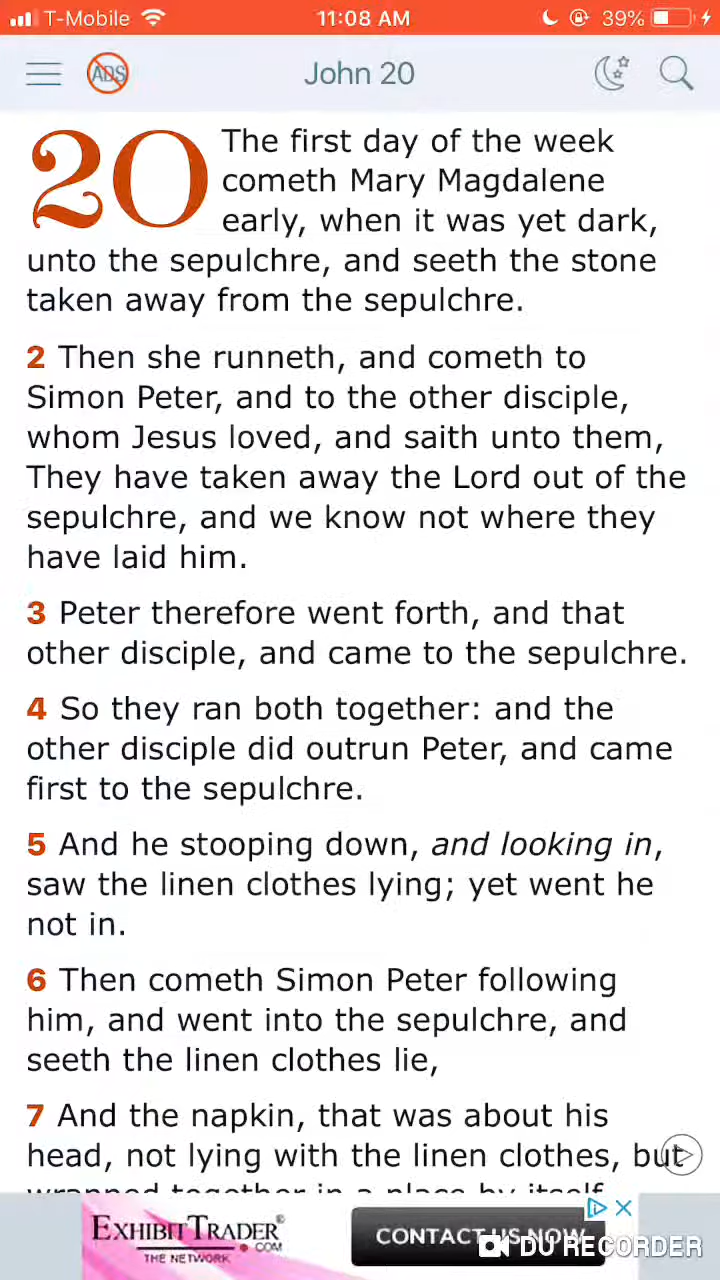 T-Mobile 11:08 AM 39%
ADS John 20
20 The first day of the week
cometh Mary Magdalene
early, when it was yet dark,
unto the sepulchre, and seeth the stone
taken away from the sepulchre.
2 Then she runneth, and cometh to
Simon Peter, and to the other disciple,
whom Jesus loved, and saith unto them,
They have taken away the Lord out of the
sepulchre, and we know not where they
have laid him.
3 Peter therefore went forth, and that
other disciple, and came to the sepulchre.
4 So they ran both together: and the
other disciple did outrun Peter, and came
first to the sepulchre.
5 And he stooping down, and looking in,
saw the linen clothes lying; yet went he
not in.
6 Then cometh Simon Peter following
him, and went into the sepulchre, and
seeth the linen clothes lie,
7 And the napkin, that was about his
head, not lying with the linen clothes, but
wrapped together in a place by itself
EXHIBITTRADER®
.COM
THE NETWORK
CONTACT US NOW
DU RECORDER